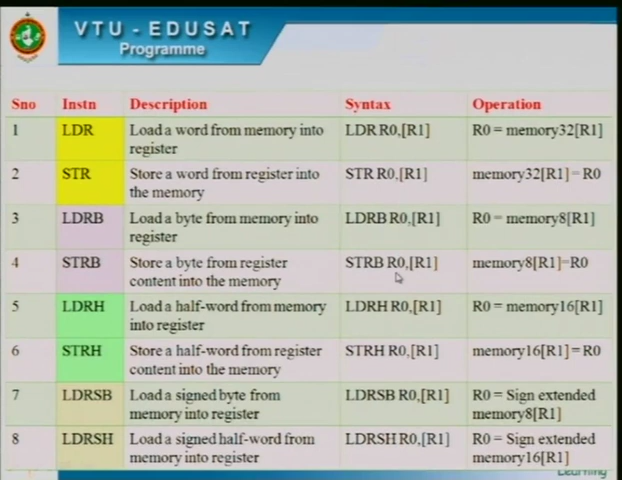 VTU - EDUSAT
Programme
Sno Instn Description Syntax Operation
1 LDR Load a word from memory into LDR R0,[R1] R0 = memory32[R1]
register
2 STR Store a word from register into STR R0,[R1] memory32[R1] = R0
the memory
3 LDRB Load a byte from memory into LDRB R0,[R1] R0 = memory8[R1]
register
4 STRB Store a byte from register STRB R0,[R1] memory8[R1]=R0
content into the memory
5 LDRH Load a half-word from memory LDRH R0,[R1] R0 = memory16[R1]
into register
6 STRH Store a half-word from register STRH R0,[R1] memory16[R1] = R0
content into the memory
7 LDRSB Load a signed byte from LDRSB R0,[R1] R0 = Sign extended
memory into register memory8[R1]
8 LDRSH Load a signed half-word from LDRSH R0,[R1] R0 = Sign extended
memory into register memory16[R1]
Learning